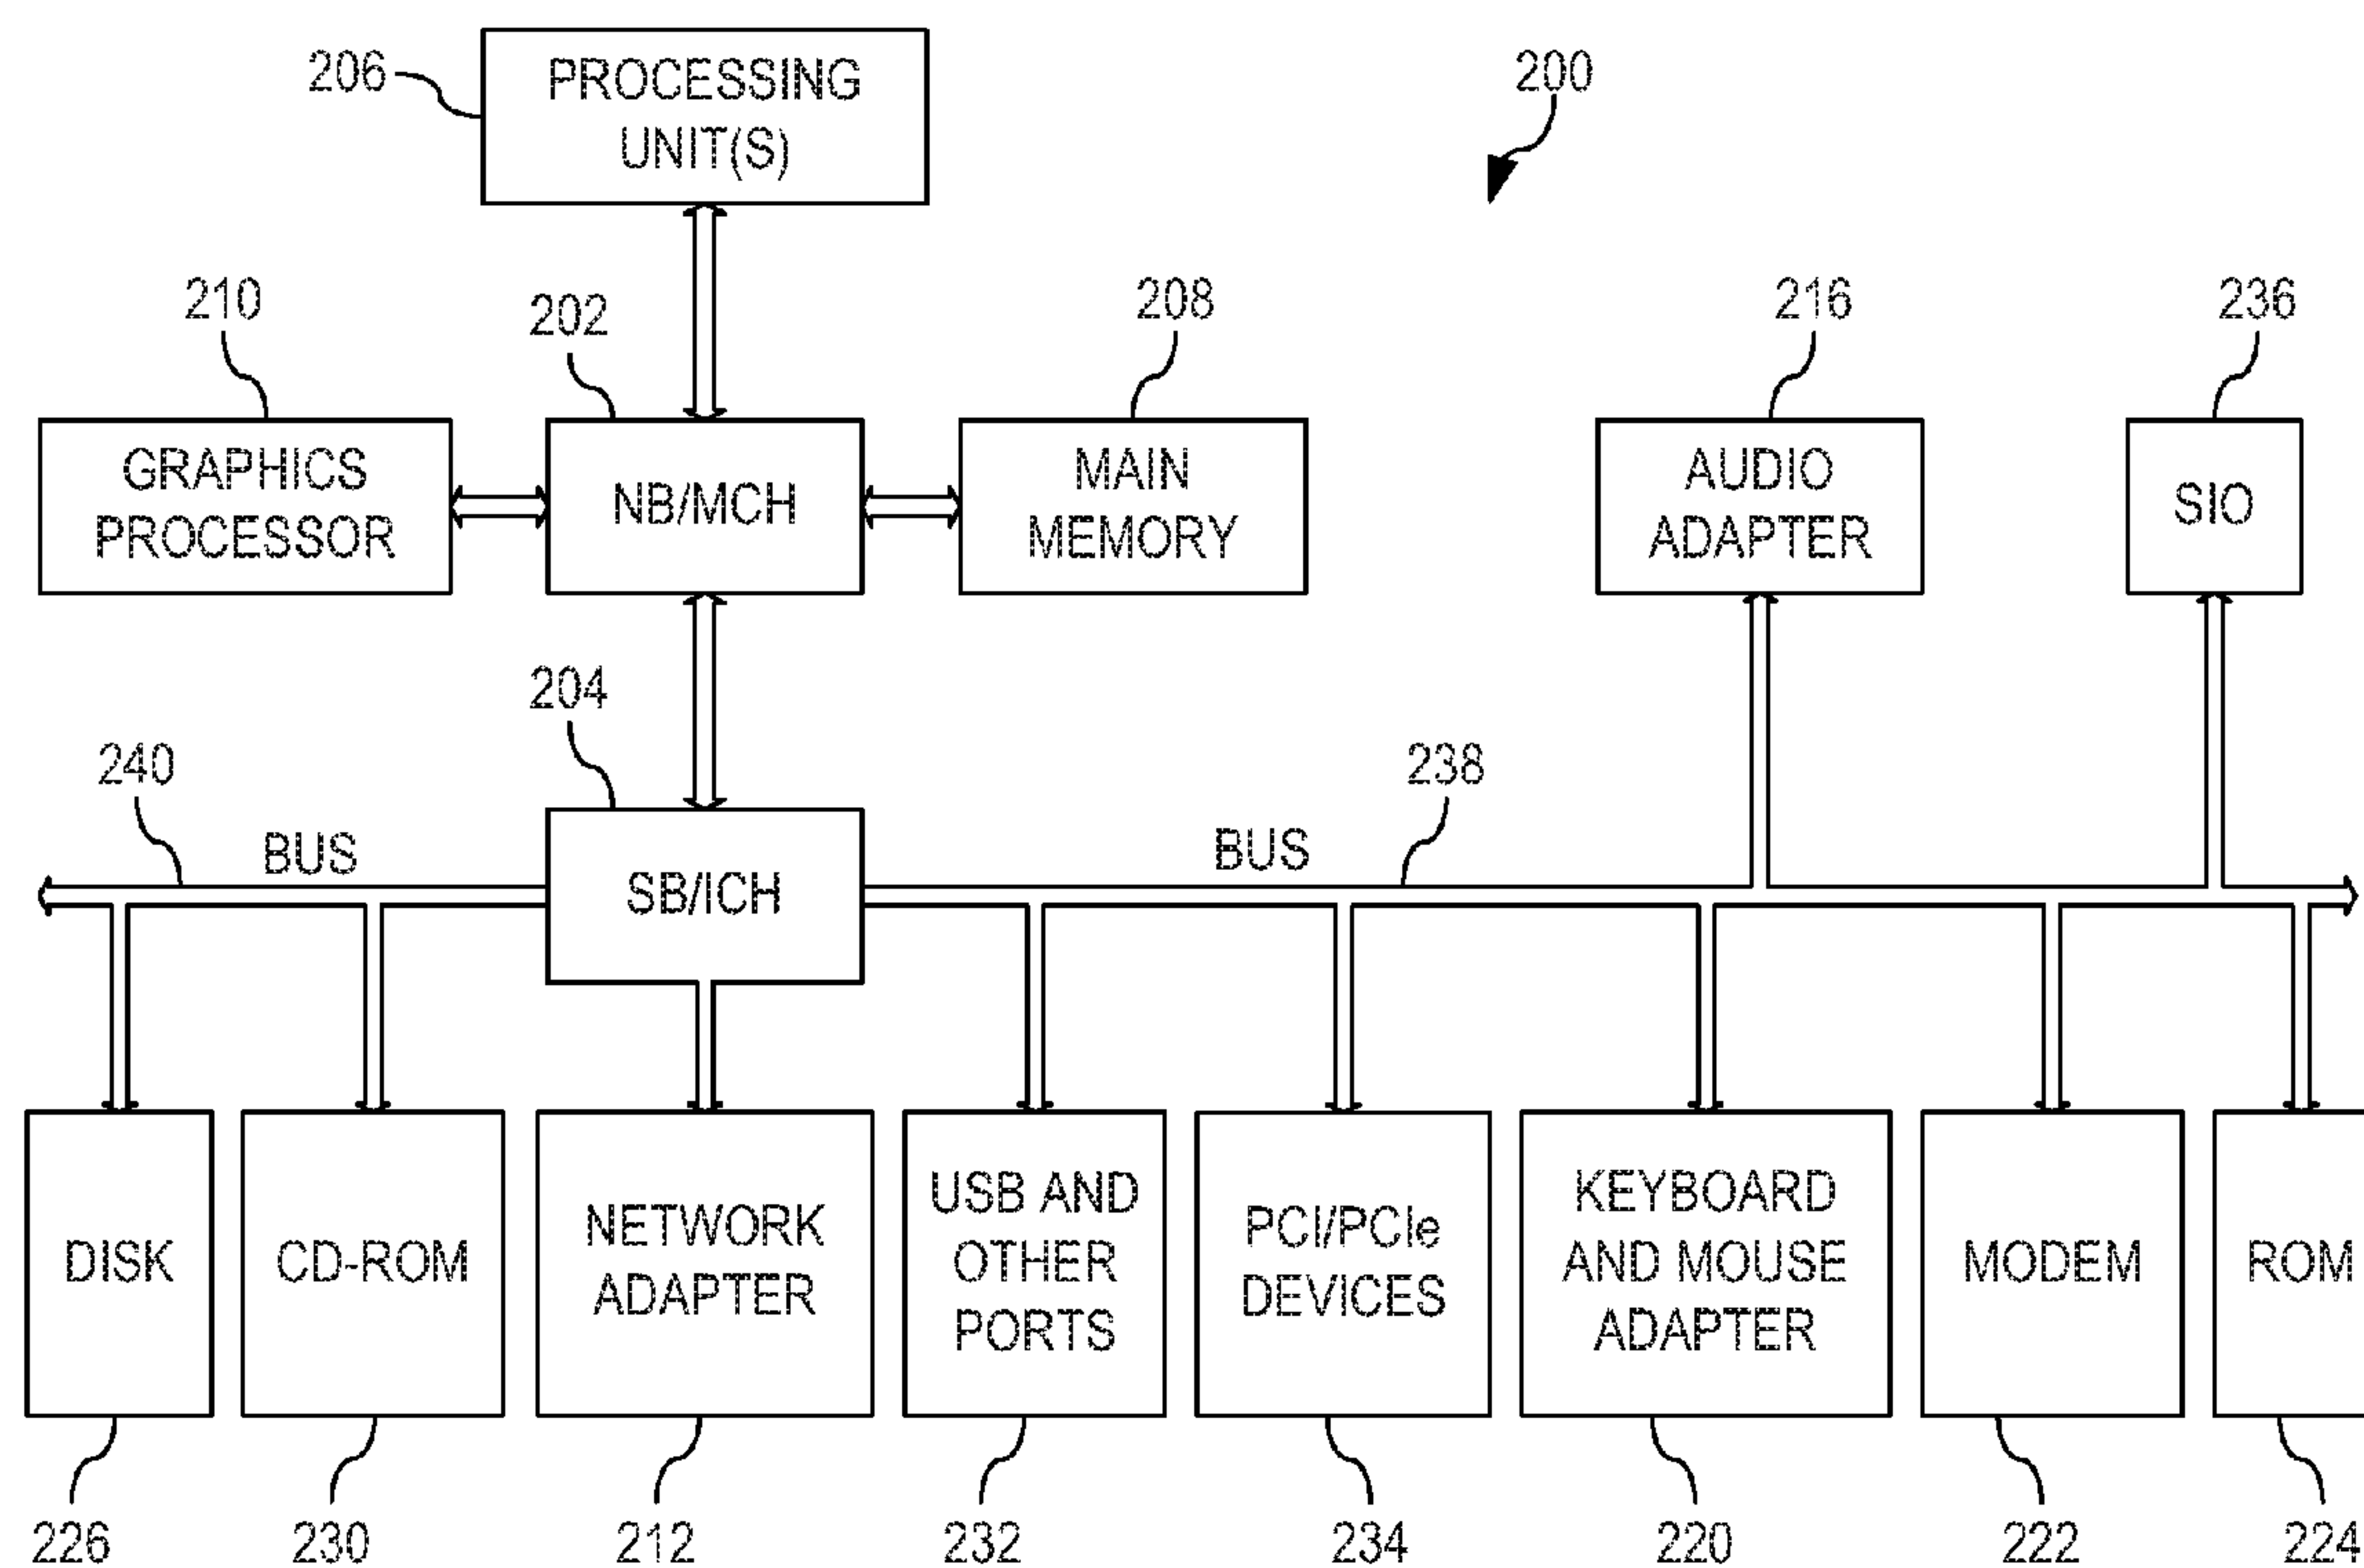 206
PROCESSING
UNIT(S)
200
210
202
208
216
236
GRAPHICS
PROCESSOR
NB/MCH
MAIN
MEMORY
AUDIO
ADAPTER
SIO
204
240
238
BUS
SB/ICH
BUS
DISK
CD-ROM
NETWORK
ADAPTER
USB AND
OTHER
PORTS
PCI/PCIe
DEVICES
KEYBOARD
AND MOUSE
ADAPTER
MODEM
ROM
226
230
212
232
234
220
222
224